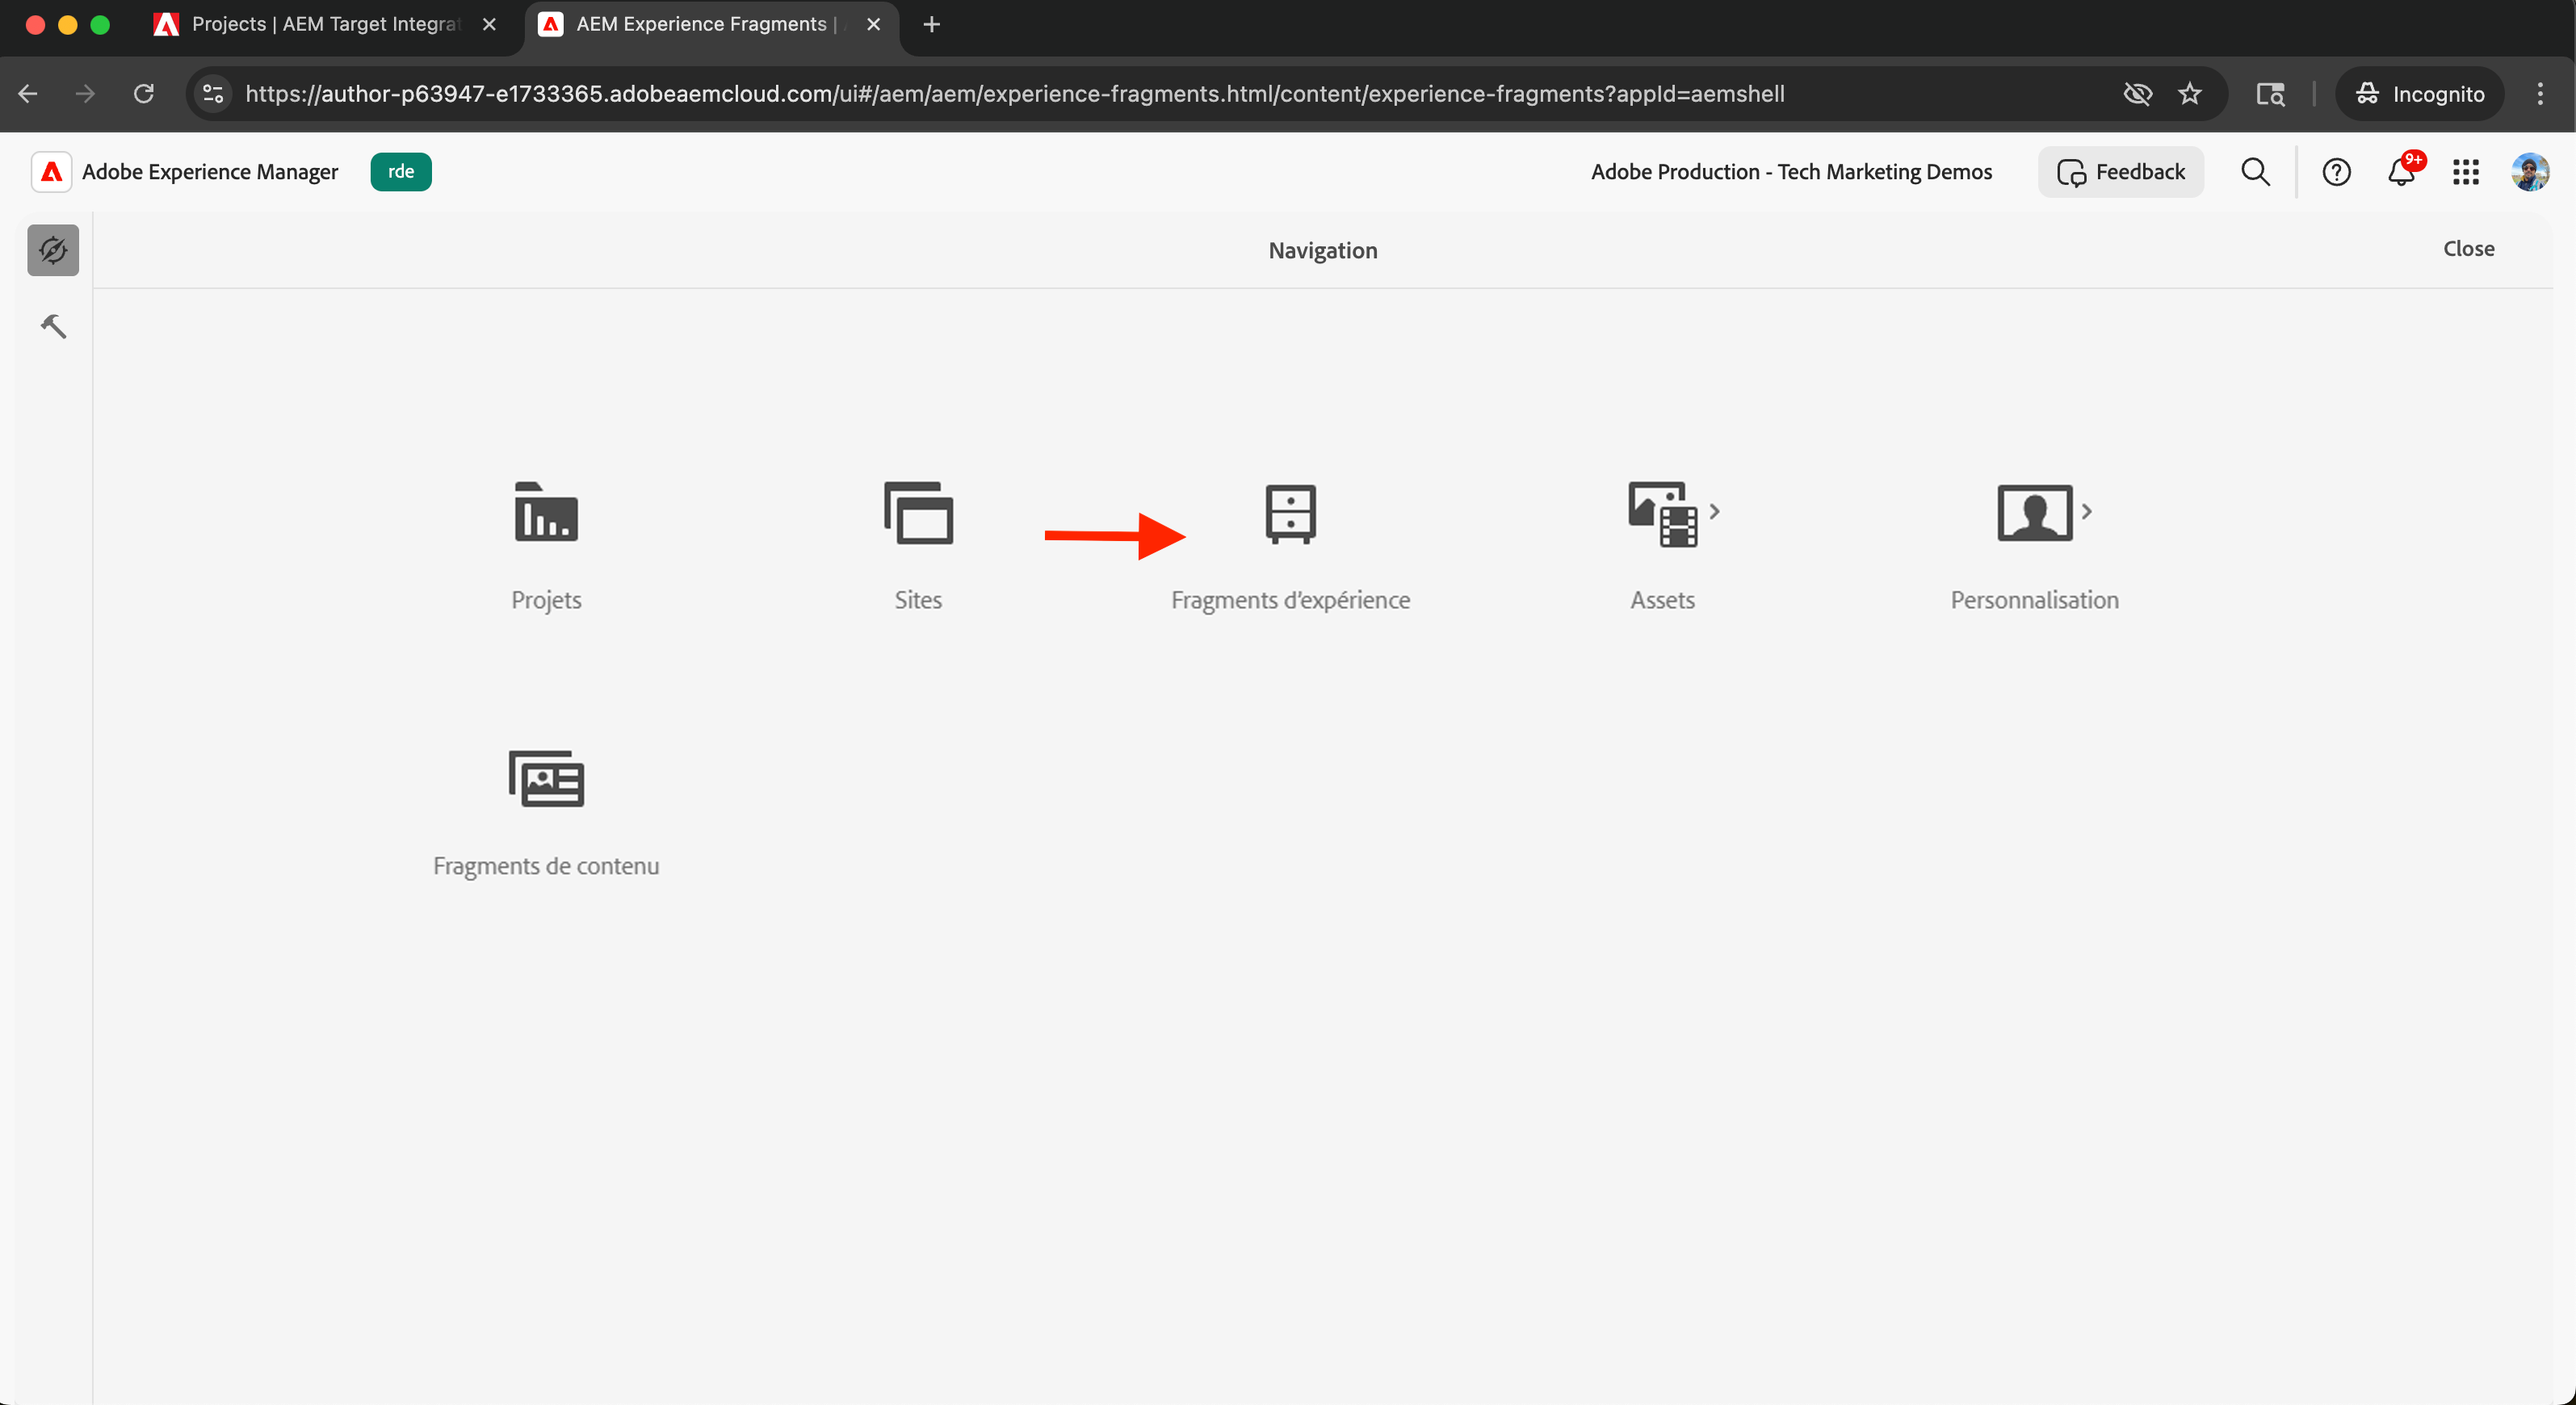 Projects | AEM Target Integrat
AEM Experience Fragments |
https://author-p63947-e1733365.adobeaemcloud.com/ui#/aem/aem/experience-fragments.html/content/experience-fragments?appId=aemshell
Incognito
Adobe Experience Manager
rde
Adobe Production - Tech Marketing Demos
Feedback
9+
Navigation
Close
Projets
Sites
Fragments d’expérience
Assets
Personnalisation
Fragments de contenu